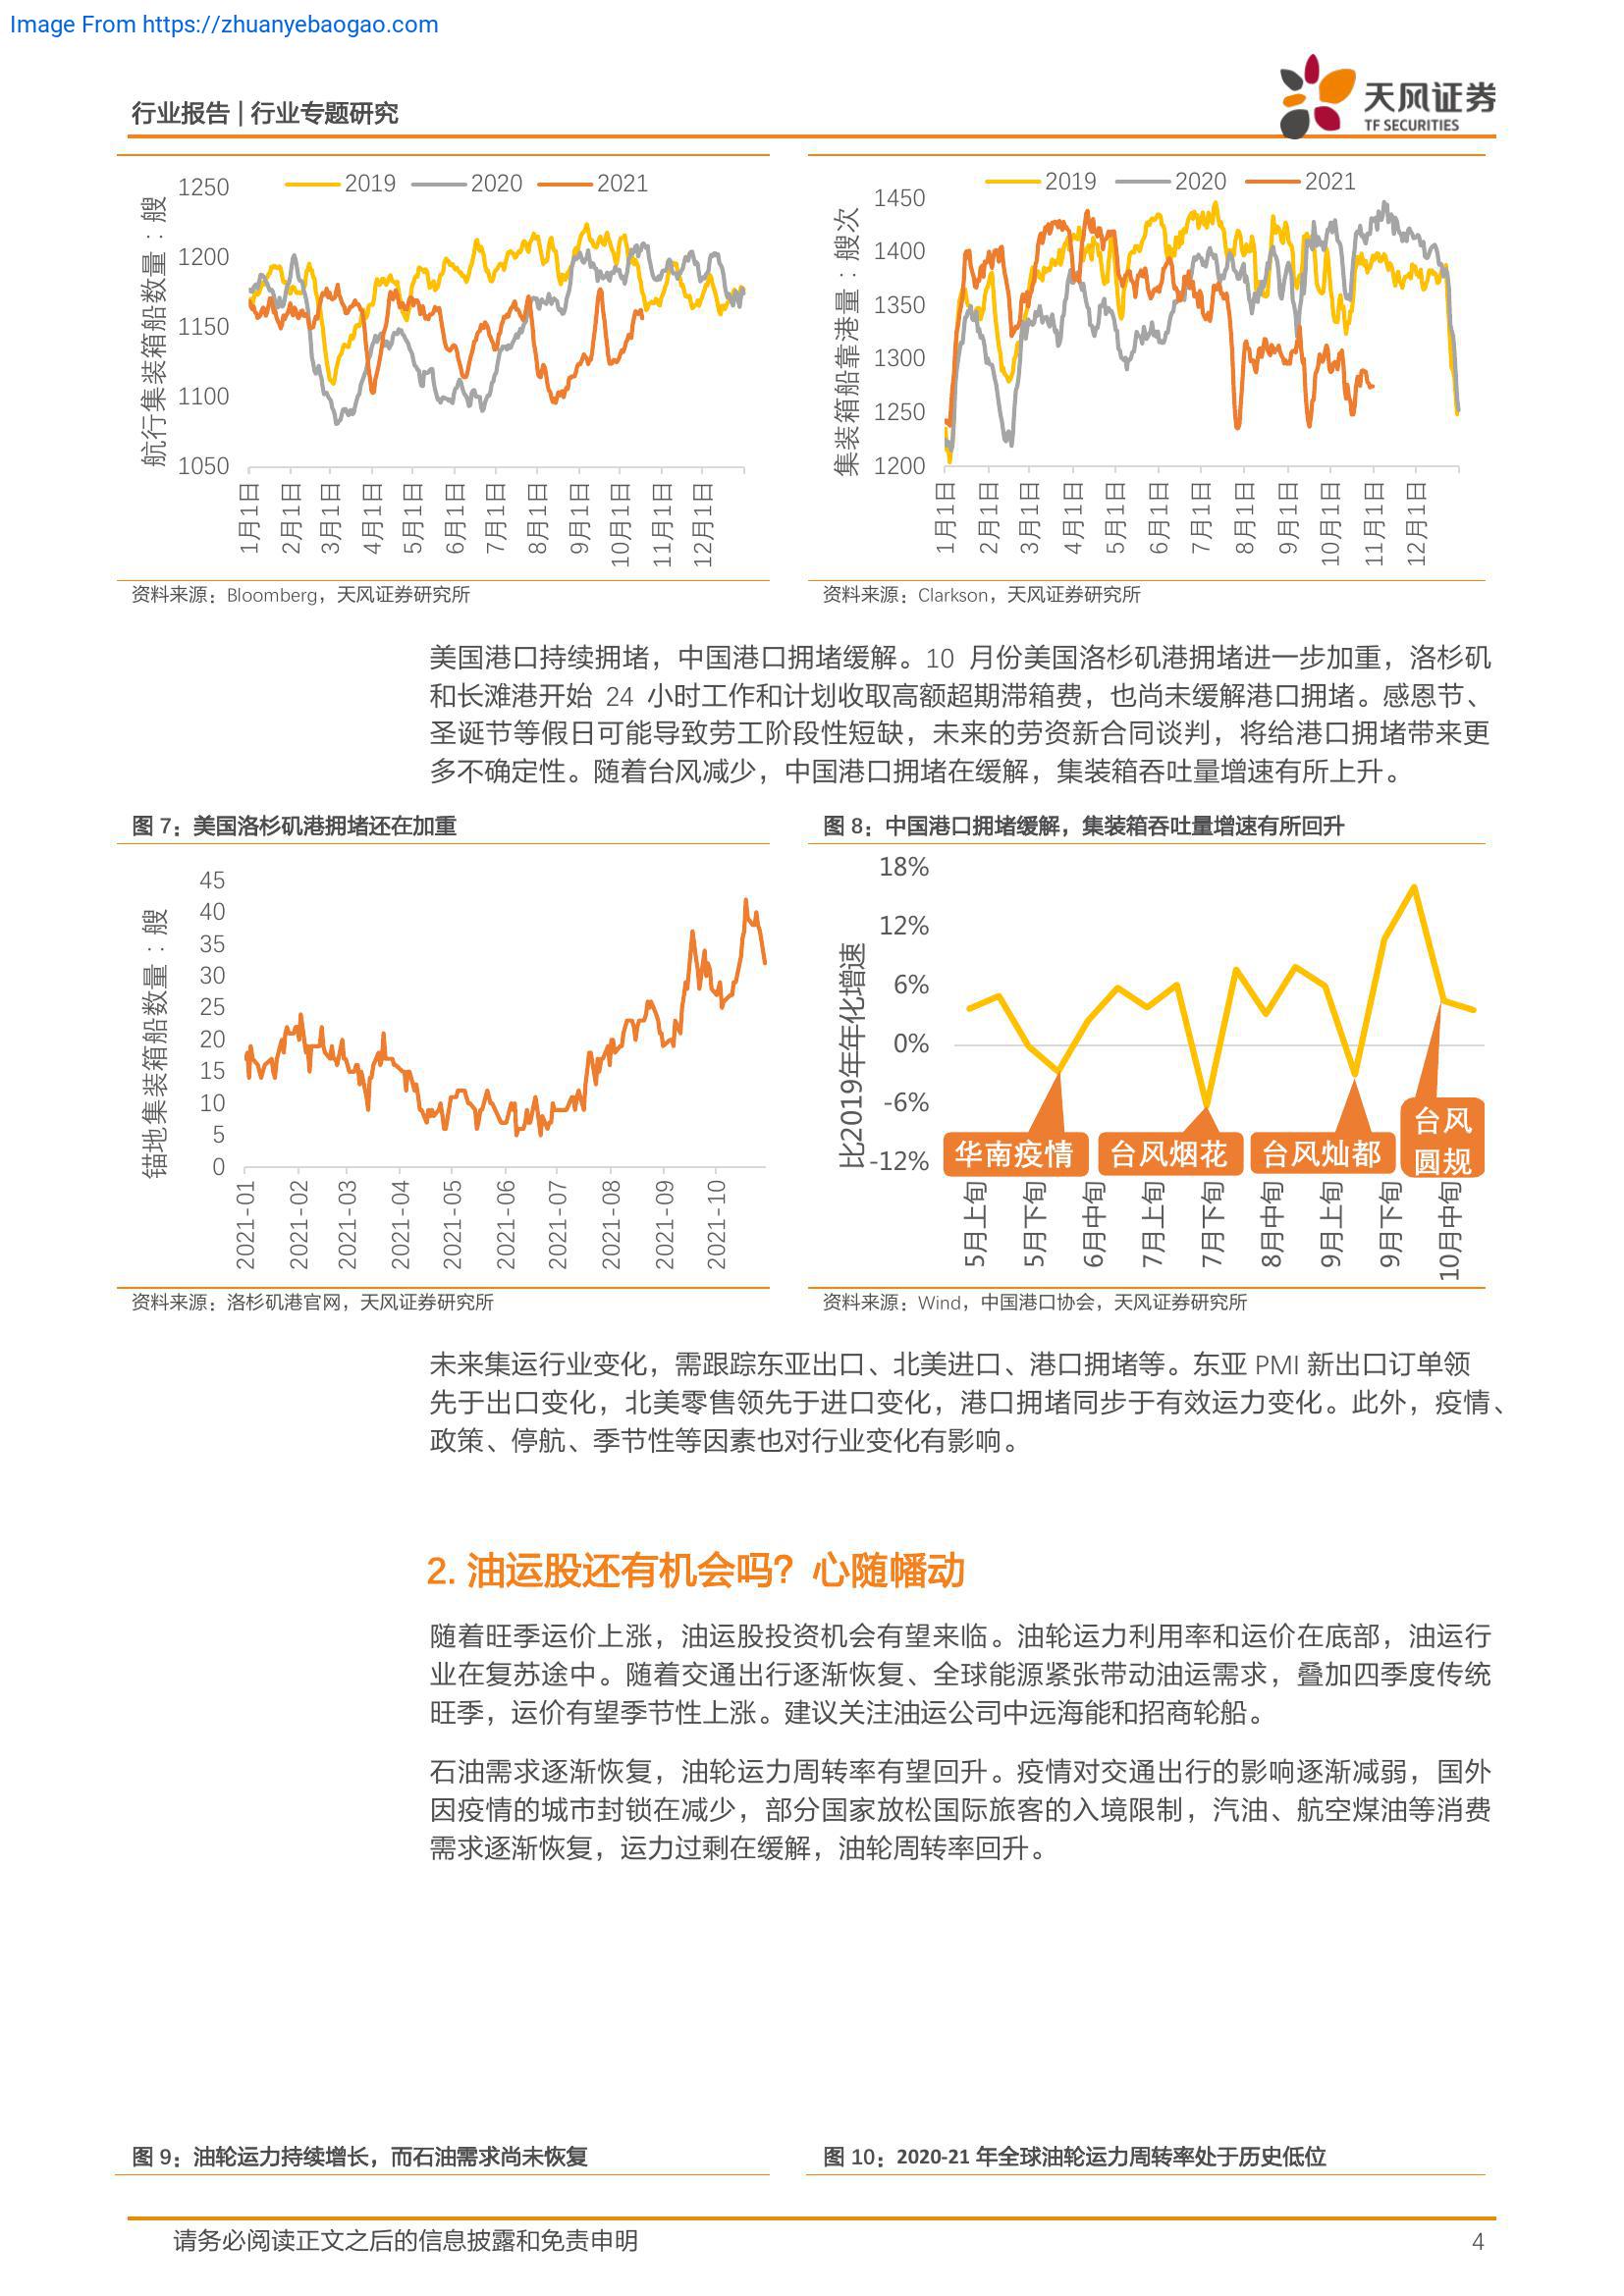 Image From https://zhuanyebaogao.com
行业报告 | 行业专题研究
天风证券
TF SECURITIES
航行集装箱船数量：艘
2019 2020 2021
1250
1200
1150
1100
1050
1月1日 2月1日 3月1日 4月1日 5月1日 6月1日 7月1日 8月1日 9月1日 10月1日 11月1日 12月1日
集装箱船靠港量：艘次
2019 2020 2021
1450
1400
1350
1300
1250
1200
1月1日 2月1日 3月1日 4月1日 5月1日 6月1日 7月1日 8月1日 9月1日 10月1日 11月1日 12月1日
资料来源：Bloomberg，天风证券研究所
资料来源：Clarkson，天风证券研究所
美国港口持续拥堵，中国港口拥堵缓解。10 月份美国洛杉矶港拥堵进一步加重，洛杉矶
和长滩港开始 24 小时工作和计划收取高额超期滞箱费，也尚未缓解港口拥堵。感恩节、
圣诞节等假日可能导致劳工阶段性短缺，未来的劳资新合同谈判，将给港口拥堵带来更
多不确定性。随着台风减少，中国港口拥堵在缓解，集装箱吞吐量增速有所上升。
图 7：美国洛杉矶港拥堵还在加重
锚地集装箱船数量：艘
45
40
35
30
25
20
15
10
5
0
2021-01 2021-02 2021-03 2021-04 2021-05 2021-06 2021-07 2021-08 2021-09 2021-10
图 8：中国港口拥堵缓解，集装箱吞吐量增速有所回升
比2019年年化增速
18%
12%
6%
0%
-6%
-12%
华南疫情
台风烟花
台风灿都
台风
圆规
5月上旬 5月下旬 6月中旬 7月上旬 7月下旬 8月中旬 9月上旬 9月下旬 10月中旬
资料来源：洛杉矶港官网，天风证券研究所
资料来源：Wind，中国港口协会，天风证券研究所
未来集运行业变化，需跟踪东亚出口、北美进口、港口拥堵等。东亚 PMI 新出口订单领
先于出口变化，北美零售领先于进口变化，港口拥堵同步于有效运力变化。此外，疫情、
政策、停航、季节性等因素也对行业变化有影响。
2. 油运股还有机会吗？心随幡动
随着旺季运价上涨，油运股投资机会有望来临。油轮运力利用率和运价在底部，油运行
业在复苏途中。随着交通出行逐渐恢复、全球能源紧张带动油运需求，叠加四季度传统
旺季，运价有望季节性上涨。建议关注油运公司中远海能和招商轮船。
石油需求逐渐恢复，油轮运力周转率有望回升。疫情对交通出行的影响逐渐减弱，国外
因疫情的城市封锁在减少，部分国家放松国际旅客的入境限制，汽油、航空煤油等消费
需求逐渐恢复，运力过剩在缓解，油轮周转率回升。
图 9：油轮运力持续增长，而石油需求尚未恢复
图 10：2020-21 年全球油轮运力周转率处于历史低位
请务必阅读正文之后的信息披露和免责申明
4